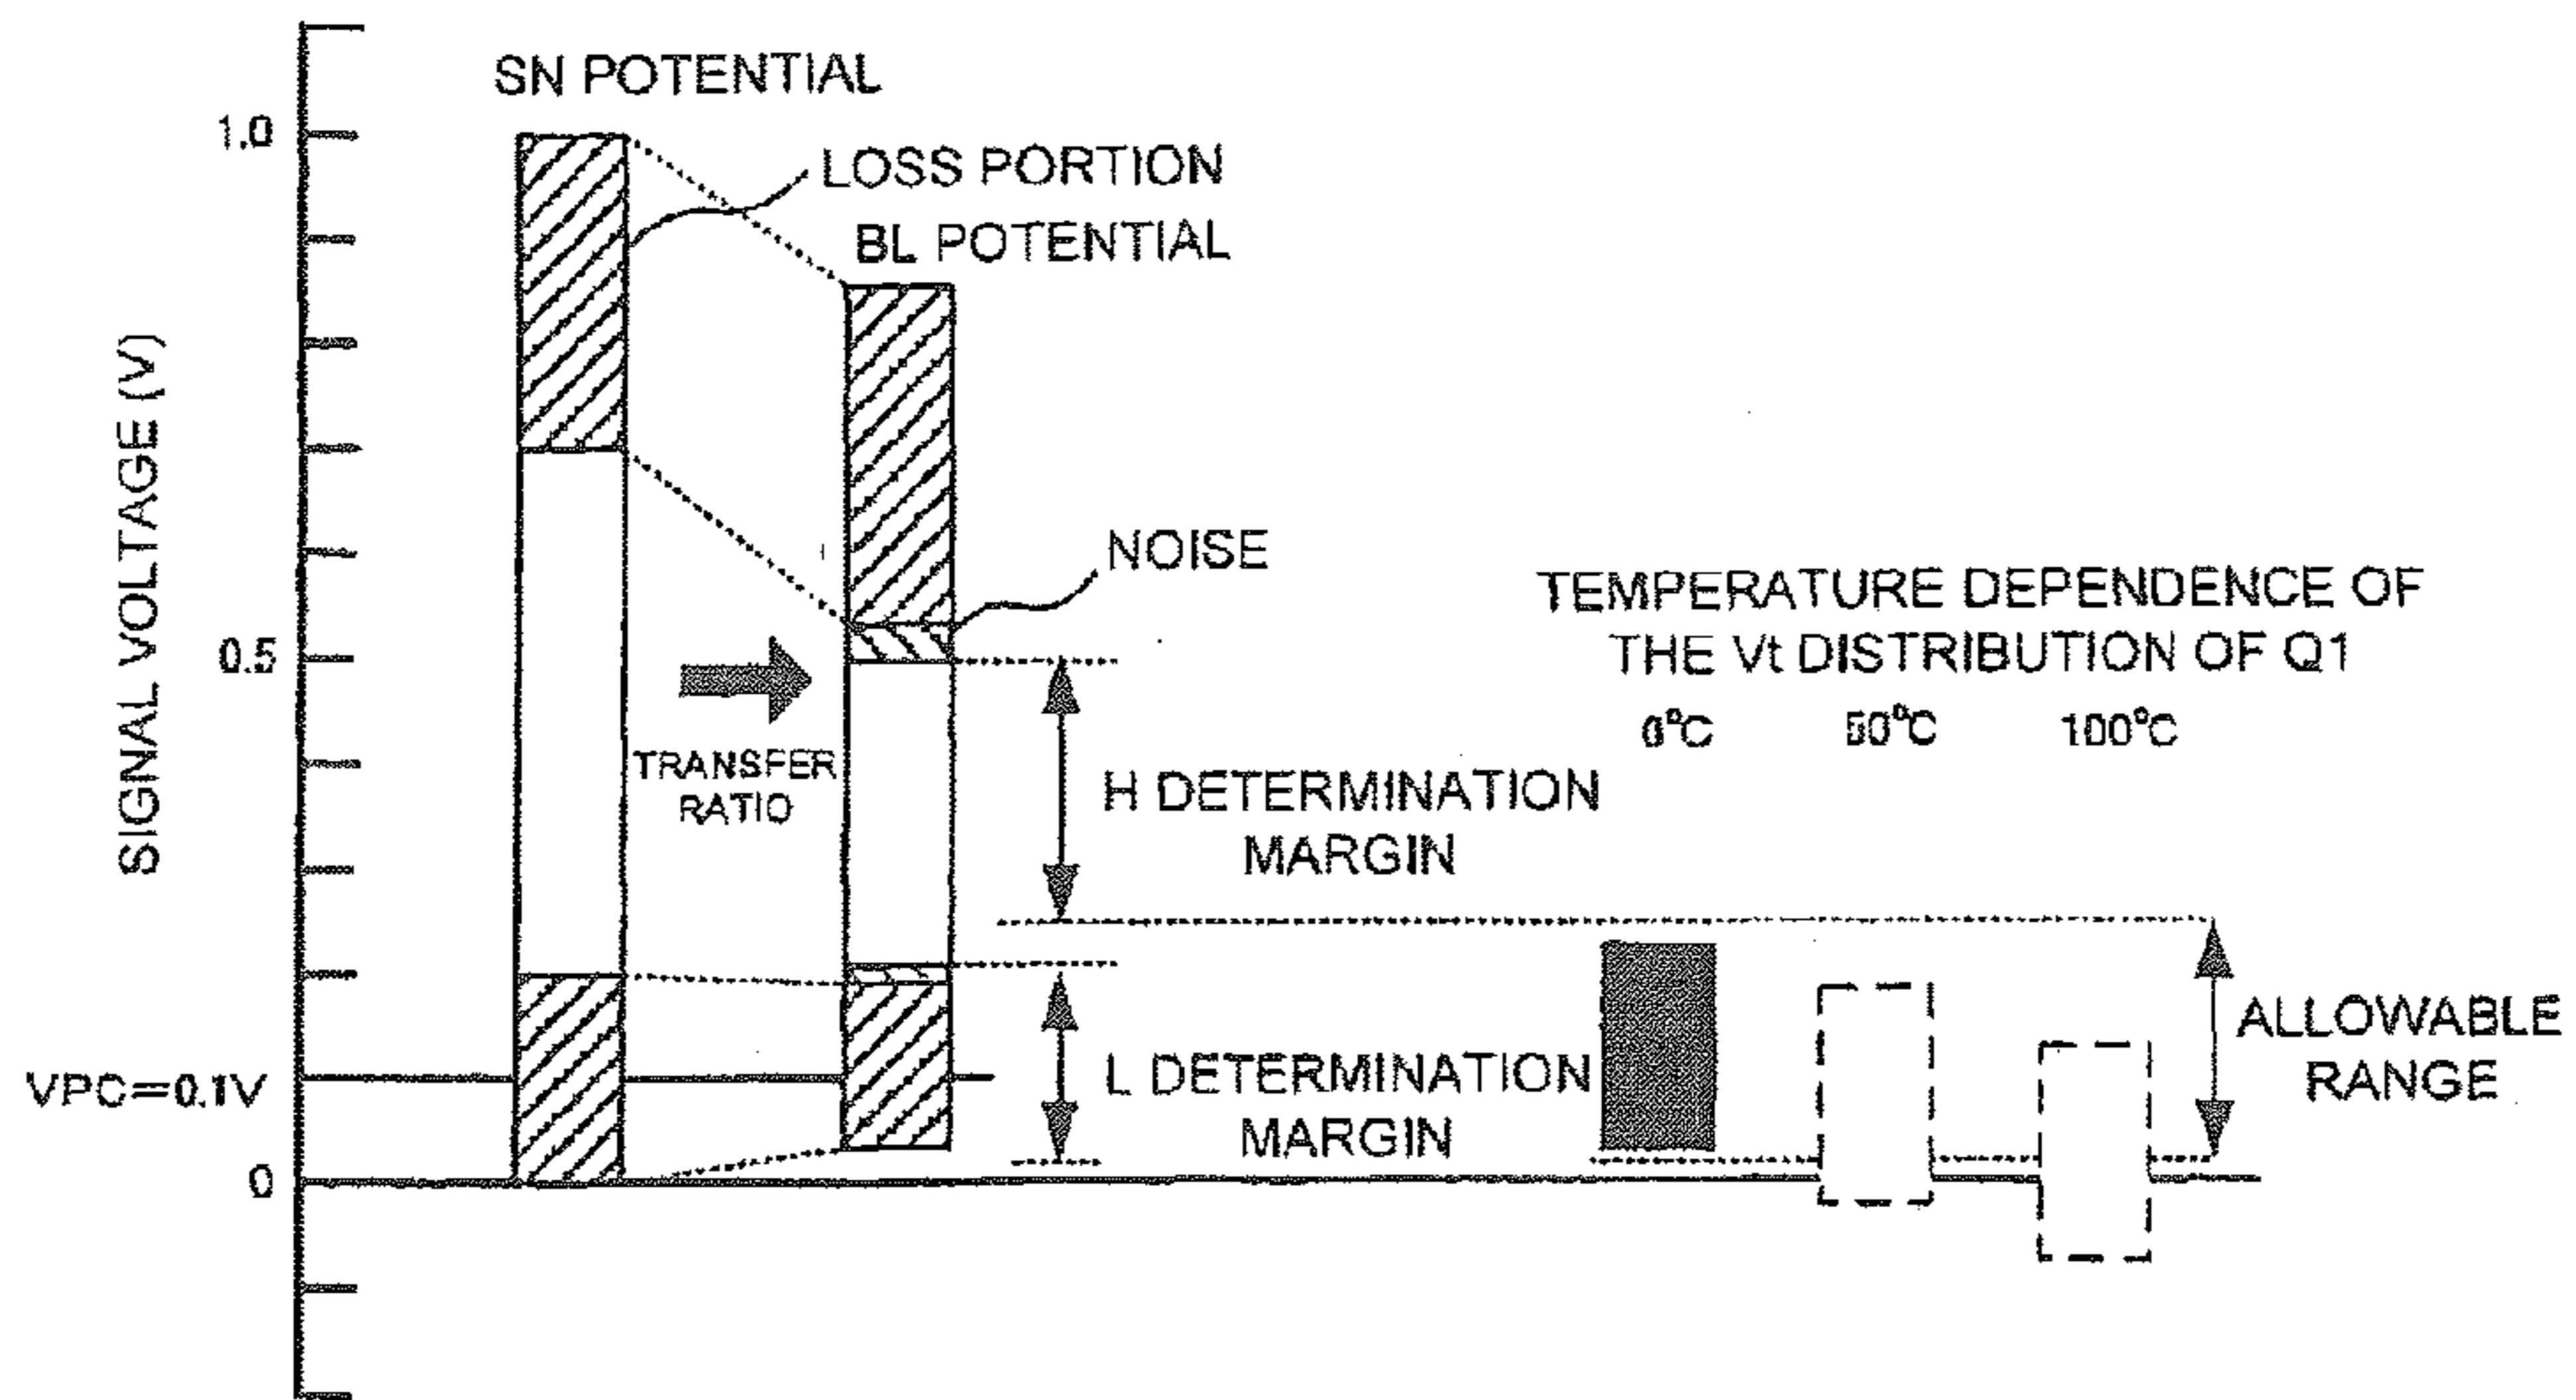 SN POTENTIAL
1.0
LOSS PORTION
BL POTENTIAL
SIGNAL VOLTAGE (V)
NOISE
TEMPERATURE DEPENDENCE OF
THE Vt DISTRIBUTION OF Q1
0°C 50°C 100°C
0.5
TRANSFER
RATIO
H DETERMINATION
MARGIN
ALLOWABLE
RANGE
L DETERMINATION
MARGIN
VPC=0.1V
0